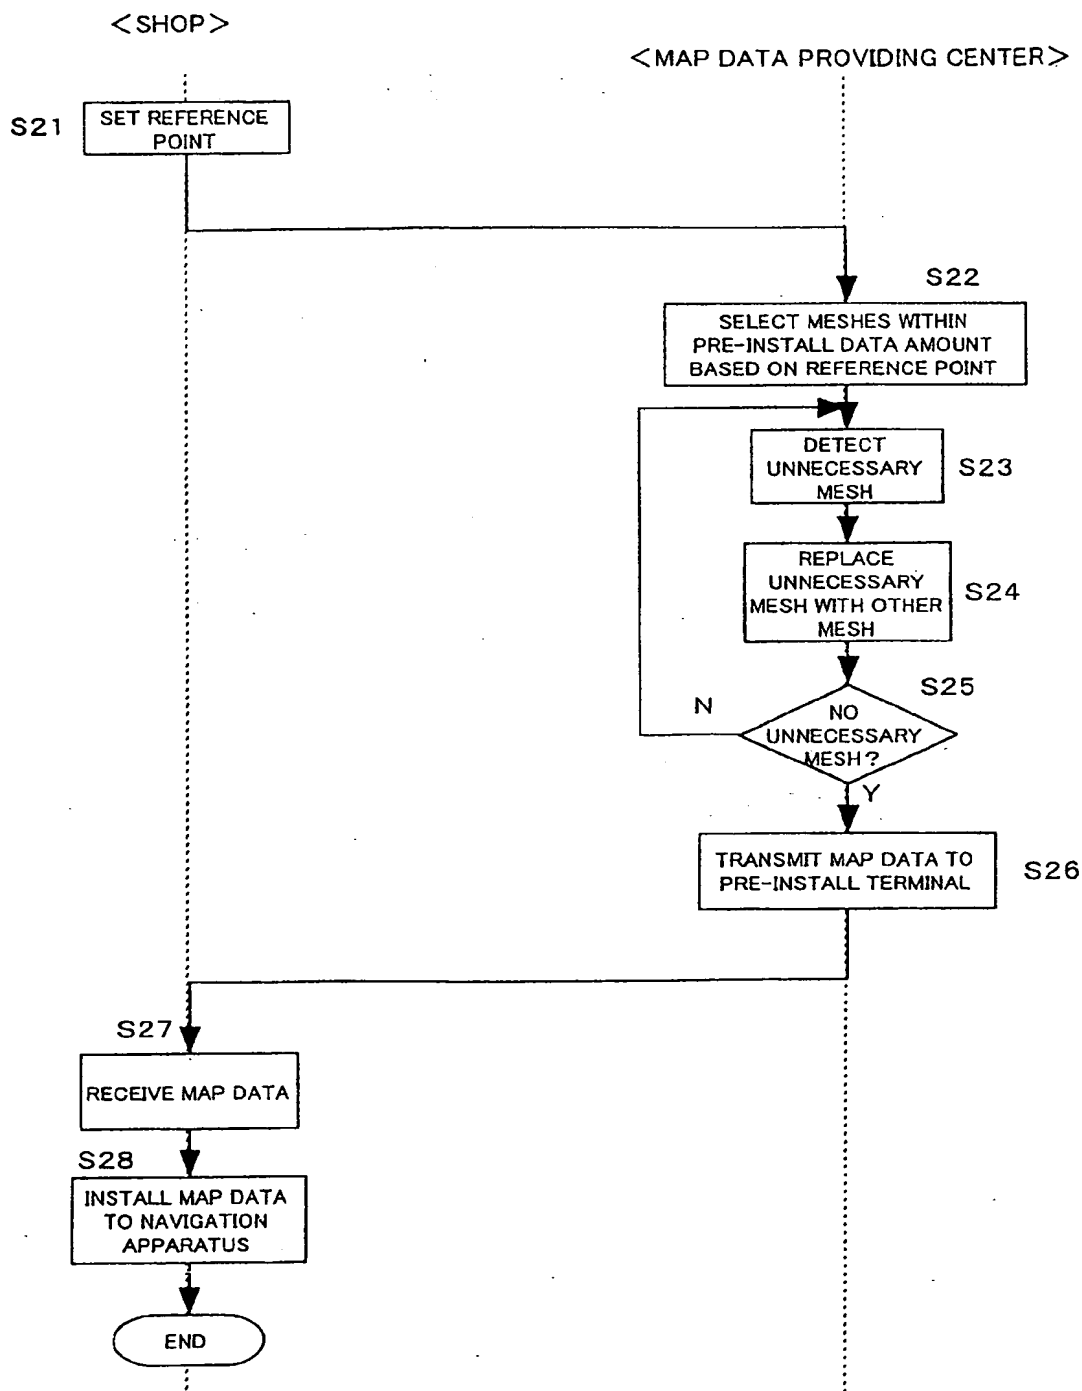 <SHOP>
<MAP DATA PROVIDING CENTER>
S21
SET REFERENCE
POINT
S22
SELECT MESHES WITHIN
PRE-INSTALL DATA AMOUNT
BASED ON REFERENCE POINT
DETECT
UNNECESSARY
MESH
S23
REPLACE
UNNECESSARY
MESH WITH OTHER
MESH
S24
S25
N
NO
UNNECESSARY
MESH?
Y
TRANSMIT MAP DATA TO
PRE-INSTALL TERMINAL
S26
S27
RECEIVE MAP DATA
S28
INSTALL MAP DATA
TO NAVIGATION
APPARATUS
END